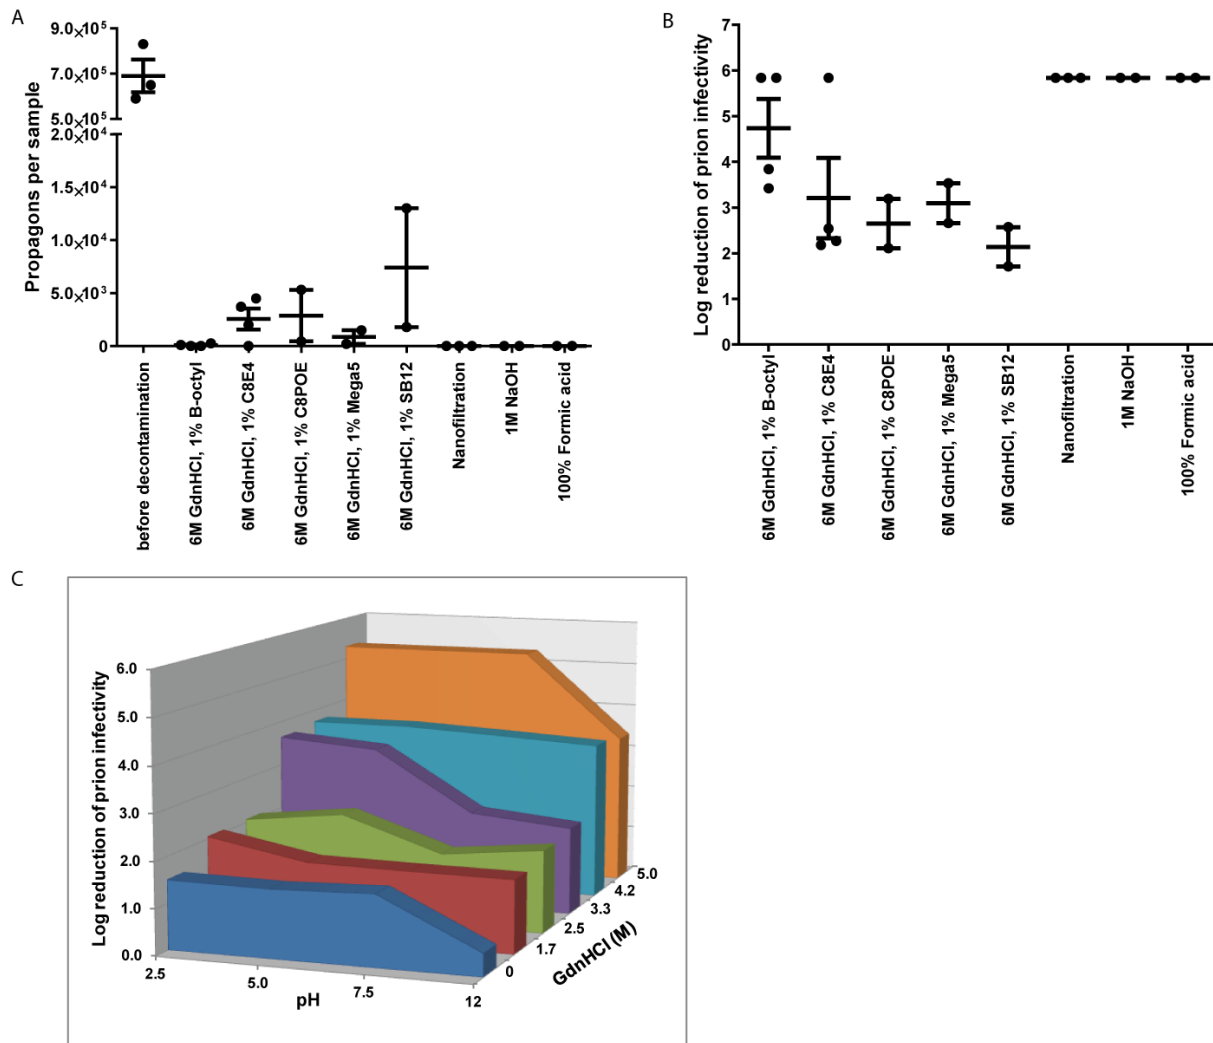 A
Propagons per sample
9.0×10⁵
7.0×10⁵
5.0×10⁵
2.0×10⁴
1.5×10⁴
1.0×10⁴
5.0×10³
0
before decontamination
6M GdnHCl, 1% B-octyl
6M GdnHCl, 1% C8E4
6M GdnHCl, 1% C8POE
6M GdnHCl, 1% Mega5
6M GdnHCl, 1% SB12
Nanofiltration
1M NaOH
100% Formic acid
B
Log reduction of prion infectivity
7
6
5
4
3
2
1
0
6M GdnHCl, 1% B-octyl
6M GdnHCl, 1% C8E4
6M GdnHCl, 1% C8POE
6M GdnHCl, 1% Mega5
6M GdnHCl, 1% SB12
Nanofiltration
1M NaOH
100% Formic acid
C
Log reduction of prion infectivity
6.0
5.0
4.0
3.0
2.0
1.0
0.0
2.5
5.0
7.5
12
pH
0
1.7
2.5
3.3
4.2
5.0
GdnHCl (M)